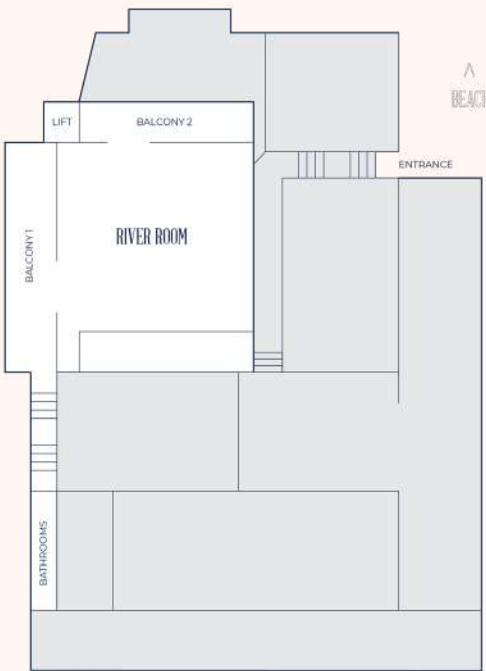 BEACH
LIFT
BALCONY 2
ENTRANCE
RIVER ROOM
BALCONY 1
BATHROOMS